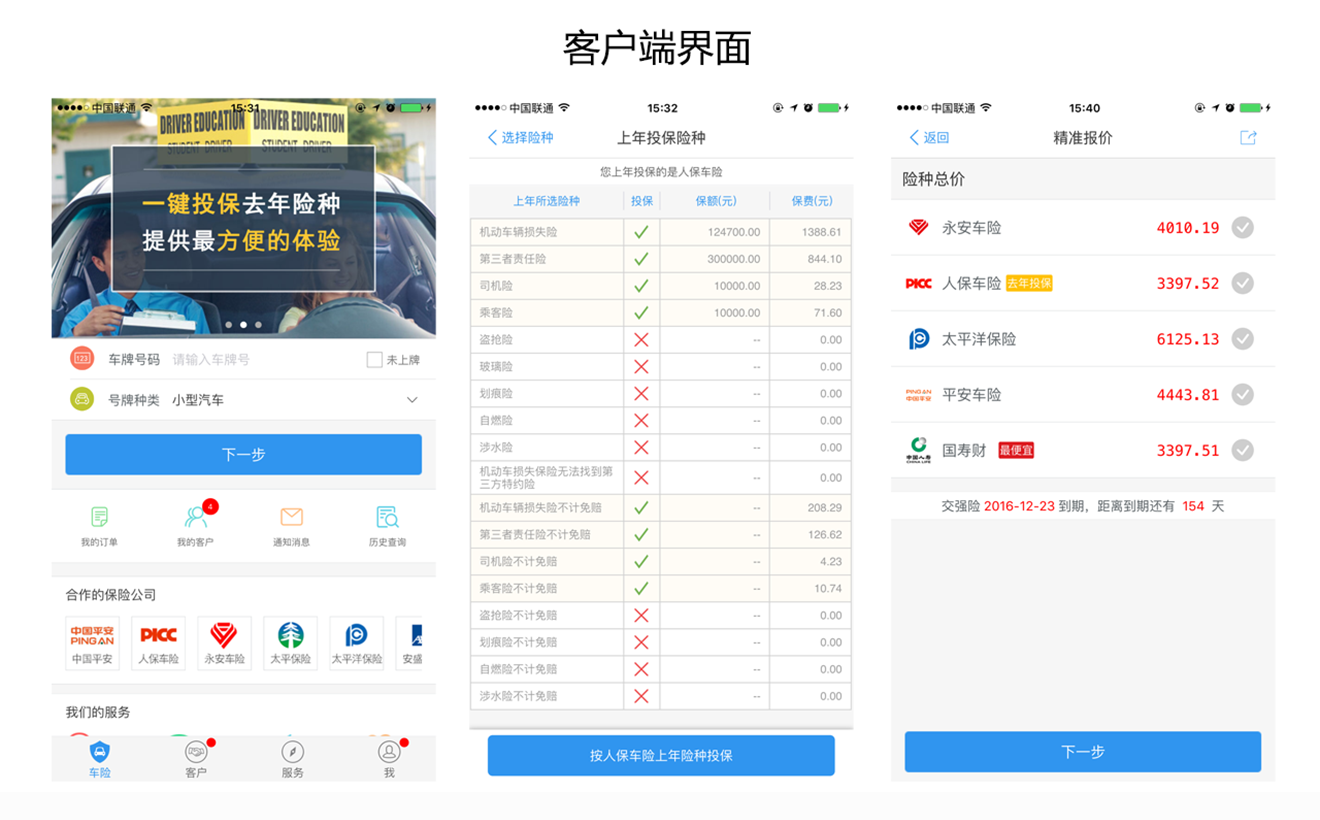 客户端界面
中国联通 15:31
DRIVER EDUCATION DRIVER EDUCATION
STUDENT DRIVER STUDENT DRIVER
一键投保去年险种
提供最方便的体验
123 车牌号码 请输入车牌号 未上牌
号牌种类 小型汽车
下一步
4
我的订单 我的客户 通知消息 历史查询
合作的保险公司
中国平安 PICC
PING AN
中国平安 人保车险 永安车险 太平保险 太平洋保险 安盛
我们的服务
车险 客户 服务 我
中国联通 15:32
选择险种 上年投保险种
您上年投保的是人保车险
上年所选险种 投保 保额(元) 保费(元)
机动车辆损失险 124700.00 1388.61
第三者责任险 300000.00 844.10
司机险 10000.00 28.23
乘客险 10000.00 71.60
盗抢险 -- 0.00
玻璃险 -- 0.00
划痕险 -- 0.00
自燃险 -- 0.00
涉水险 -- 0.00
机动车损失保险无法找到第
三方特约险 -- 0.00
机动车辆损失险不计免赔 -- 208.29
第三者责任险不计免赔 -- 126.62
司机险不计免赔 -- 4.23
乘客险不计免赔 -- 10.74
盗抢险不计免赔 -- 0.00
划痕险不计免赔 -- 0.00
自燃险不计免赔 -- 0.00
涉水险不计免赔 -- 0.00
按人保车险上年险种投保
中国联通 15:40
返回 精准报价
险种总价
永安车险 4010.19
PICC 人保车险 去年投保 3397.52
太平洋保险 6125.13
PING AN
中国平安 平安车险 4443.81
中国人寿
CHINA LIFE 国寿财 最便宜 3397.51
交强险 2016-12-23 到期，距离到期还有 154 天
下一步